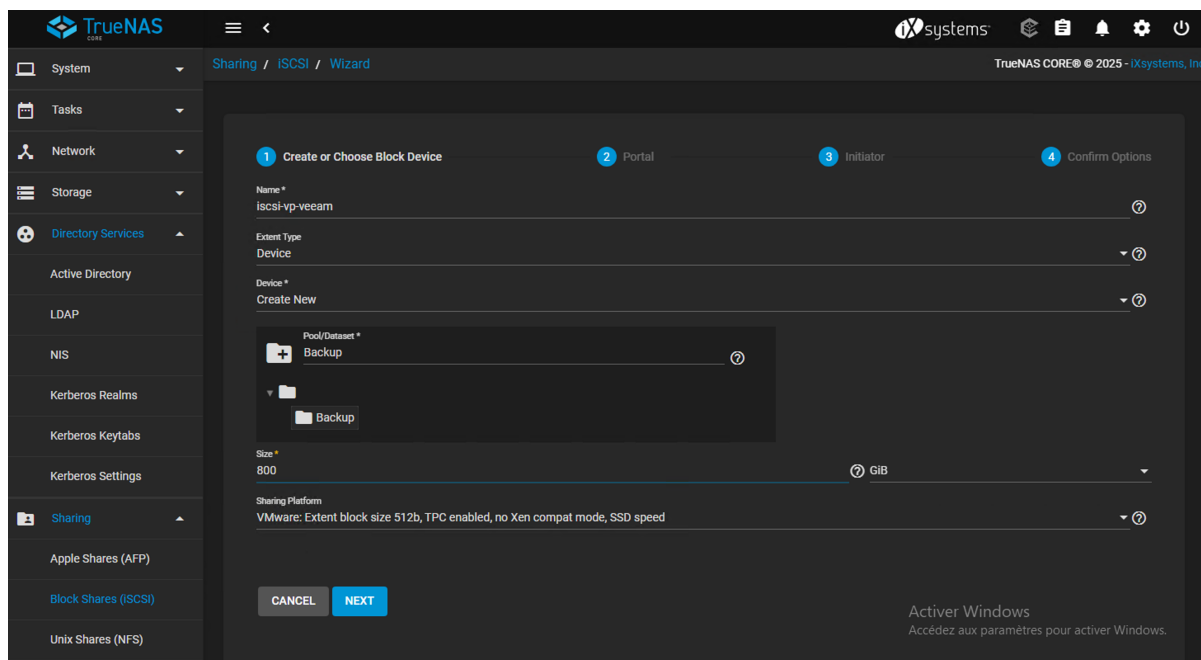 TrueNAS
CORE
iXsystems
System
Sharing / iSCSI / Wizard
TrueNAS CORE® © 2025 - iXsystems, Inc
Tasks
Network
Storage
Directory Services
Active Directory
LDAP
NIS
Kerberos Realms
Kerberos Keytabs
Kerberos Settings
Sharing
Apple Shares (AFP)
Block Shares (iSCSI)
Unix Shares (NFS)
1 Create or Choose Block Device
2 Portal
3 Initiator
4 Confirm Options
Name *
iscsi-vp-veeam
Extent Type
Device
Device *
Create New
Pool/Dataset *
Backup
Backup
Size *
800
GiB
Sharing Platform
VMware: Extent block size 512b, TPC enabled, no Xen compat mode, SSD speed
CANCEL
NEXT
Activer Windows
Accédez aux paramètres pour activer Windows.